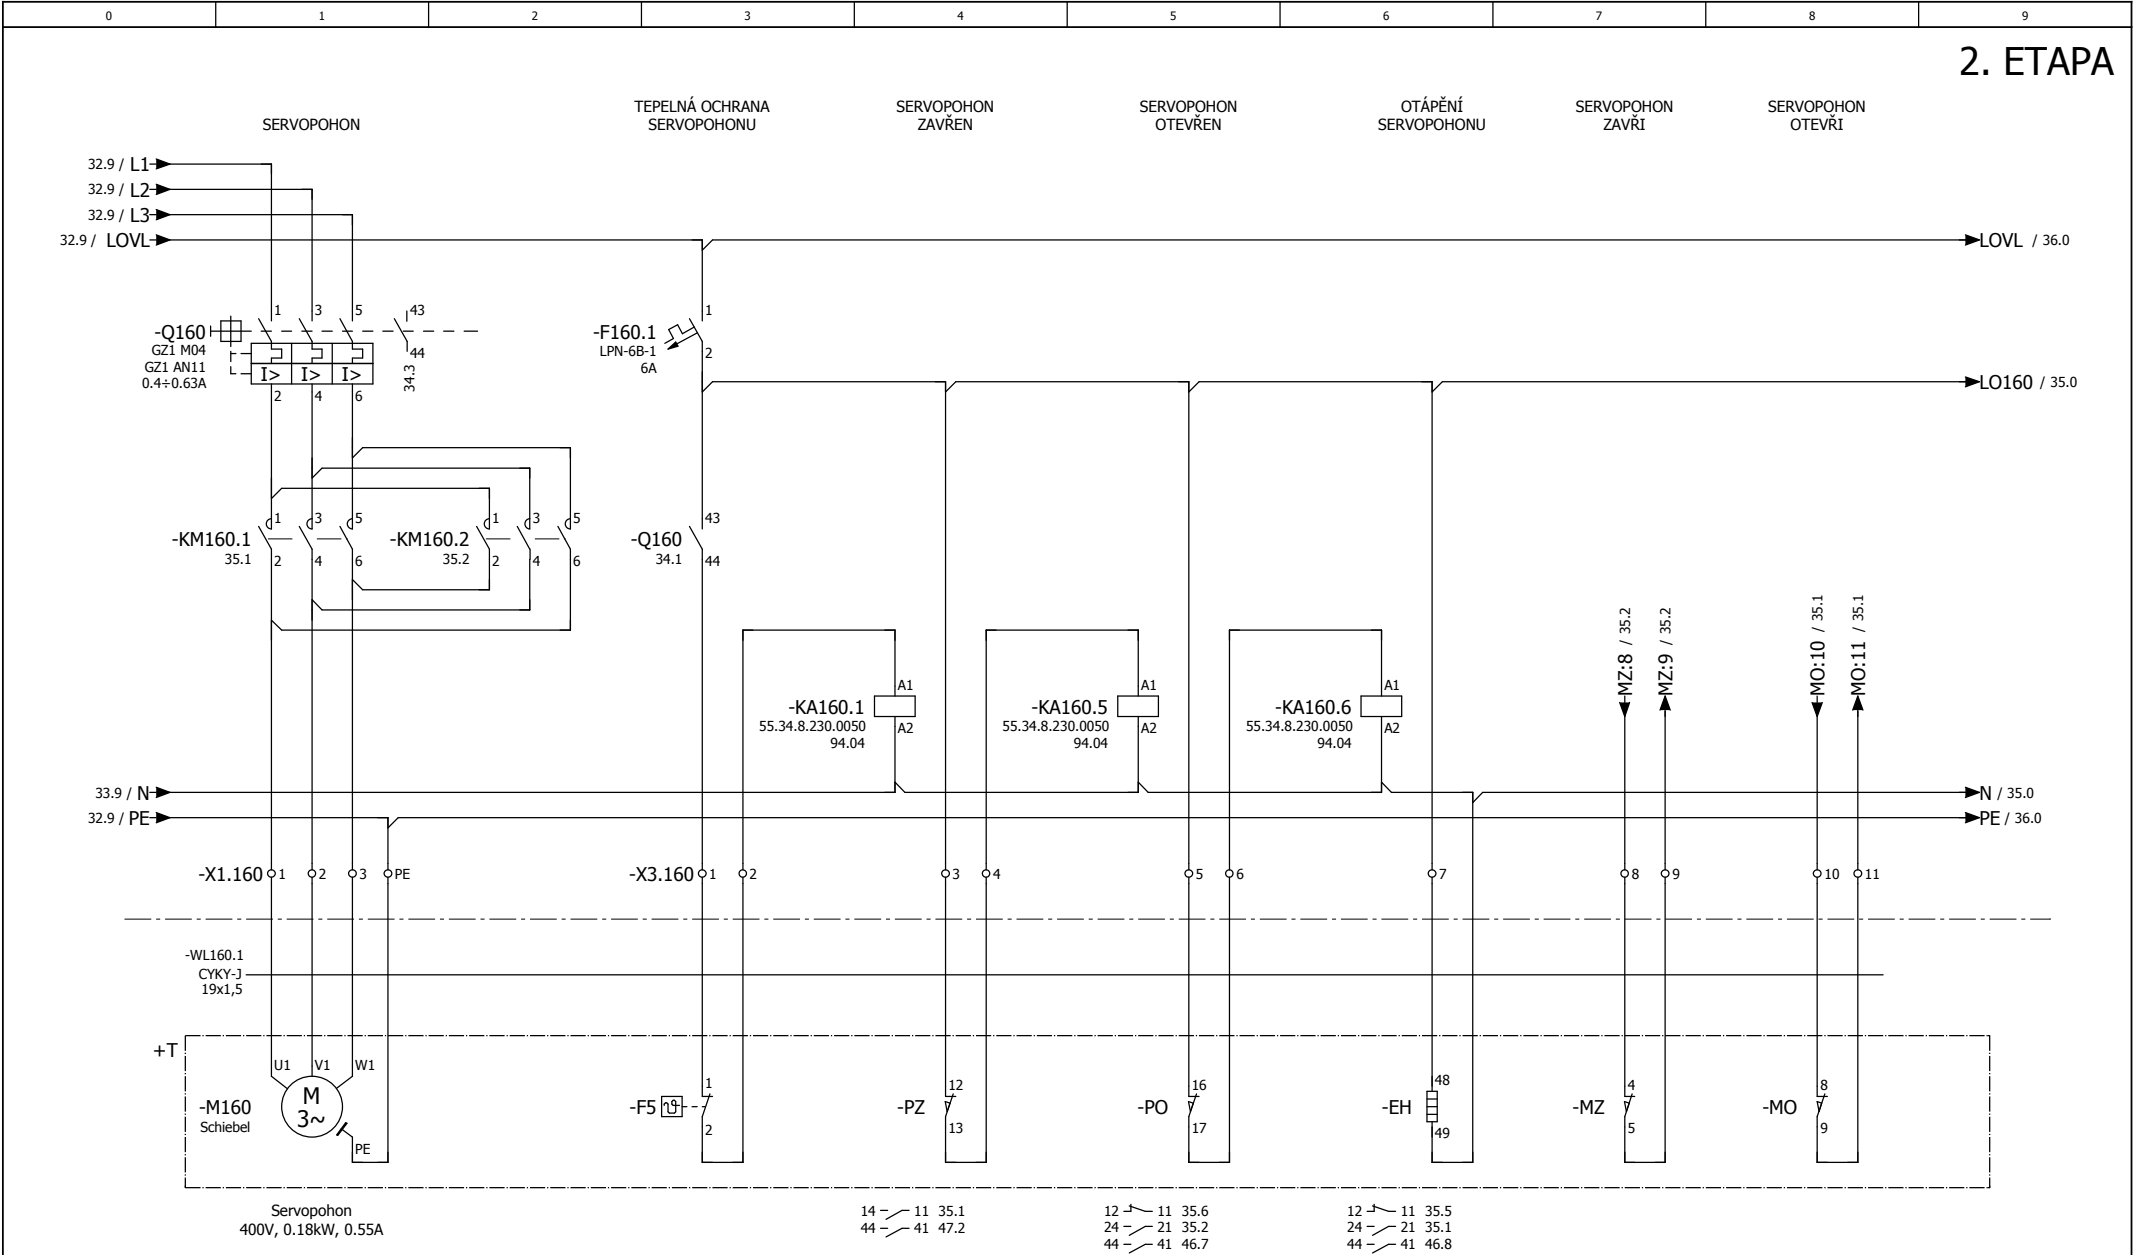 0 1 2 3 4 5 6 7 8 9
2. ETAPA
SERVOPOHON
TEPELNÁ OCHRANA
SERVOPOHONU
SERVOPOHON
ZAVŘEN
SERVOPOHON
OTEVŘEN
OTÁPĚNÍ
SERVOPOHONU
SERVOPOHON
ZAVŘI
SERVOPOHON
OTEVŘI
32.9 / L1
32.9 / L2
32.9 / L3
32.9 / LOVL
LOVL / 36.0
-Q160
GZ1 M04
GZ1 AN11
0.4÷0.63A
1 3 5 43
44
34.3
I> I> I>
2 4 6
-F160.1
LPN-6B-1
6A
1
2
LO160 / 35.0
-KM160.1
35.1
1 3 5
2 4 6
-KM160.2
35.2
1 3 5
2 4 6
-Q160
34.1
43
44
-KA160.1
55.34.8.230.0050
94.04
A1
A2
-KA160.5
55.34.8.230.0050
94.04
A1
A2
-KA160.6
55.34.8.230.0050
94.04
A1
A2
MZ:8 / 35.2
MZ:9 / 35.2
MO:10 / 35.1
MO:11 / 35.1
33.9 / N
N / 35.0
32.9 / PE
PE / 36.0
-X1.160 1 2 3 PE
-X3.160 1 2 3 4 5 6 7 8 9 10 11
-WL160.1
CYKY-J
19x1,5
+T
-M160
Schiebel
U1 V1 W1
M
3~
PE
-F5
1
2
-PZ
12
13
-PO
16
17
-EH
48
49
-MZ
4
5
-MO
8
9
Servopohon
400V, 0.18kW, 0.55A
14 11 35.1
44 41 47.2
12 11 35.6
24 21 35.2
44 41 46.7
12 11 35.5
24 21 35.1
44 41 46.8